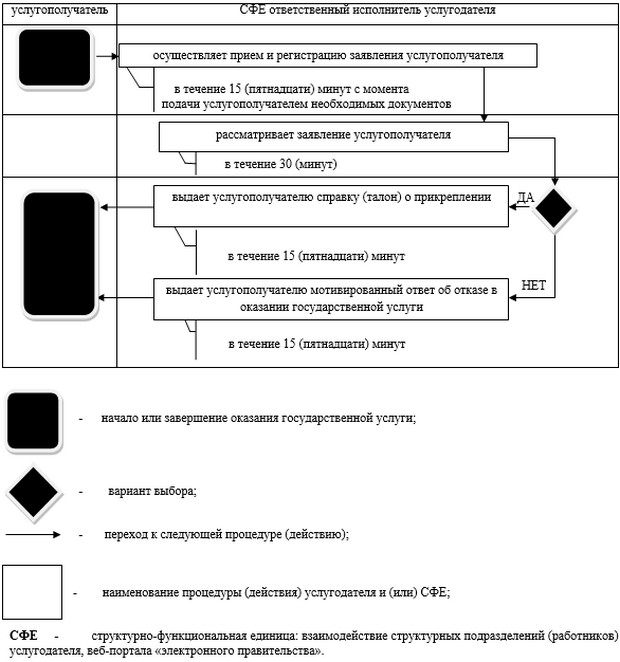 услугополучатель
СФЕ ответственный исполнитель услугодателя
осуществляет прием и регистрацию заявления услугополучателя
в течение 15 (пятнадцати) минут с момента
подачи услугополучателем необходимых документов
рассматривает заявление услугополучателя
в течение 30 (минут)
выдает услугополучателю справку (талон) о прикреплении
ДА
в течение 15 (пятнадцати) минут
НЕТ
выдает услугополучателю мотивированный ответ об отказе в
оказании государственной услуги
в течение 15 (пятнадцати) минут
- начало или завершение оказания государственной услуги;
- вариант выбора;
- переход к следующей процедуре (действию);
- наименование процедуры (действия) услугодателя и (или) СФЕ;
СФЕ - структурно-функциональная единица: взаимодействие структурных подразделений (работников)
услугодателя, веб-портала «электронного правительства».